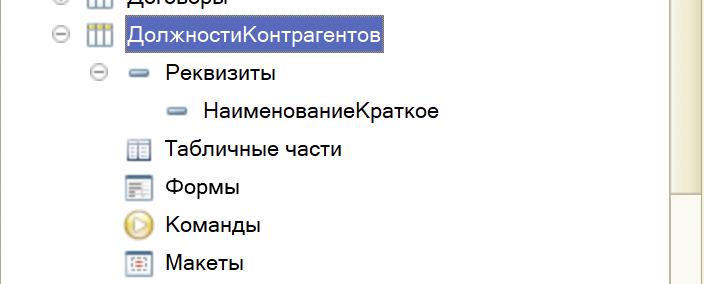 Договоры
ДолжностиКонтрагентов
Реквизиты
НаименованиеКраткое
Табличные части
Формы
Команды
Макеты